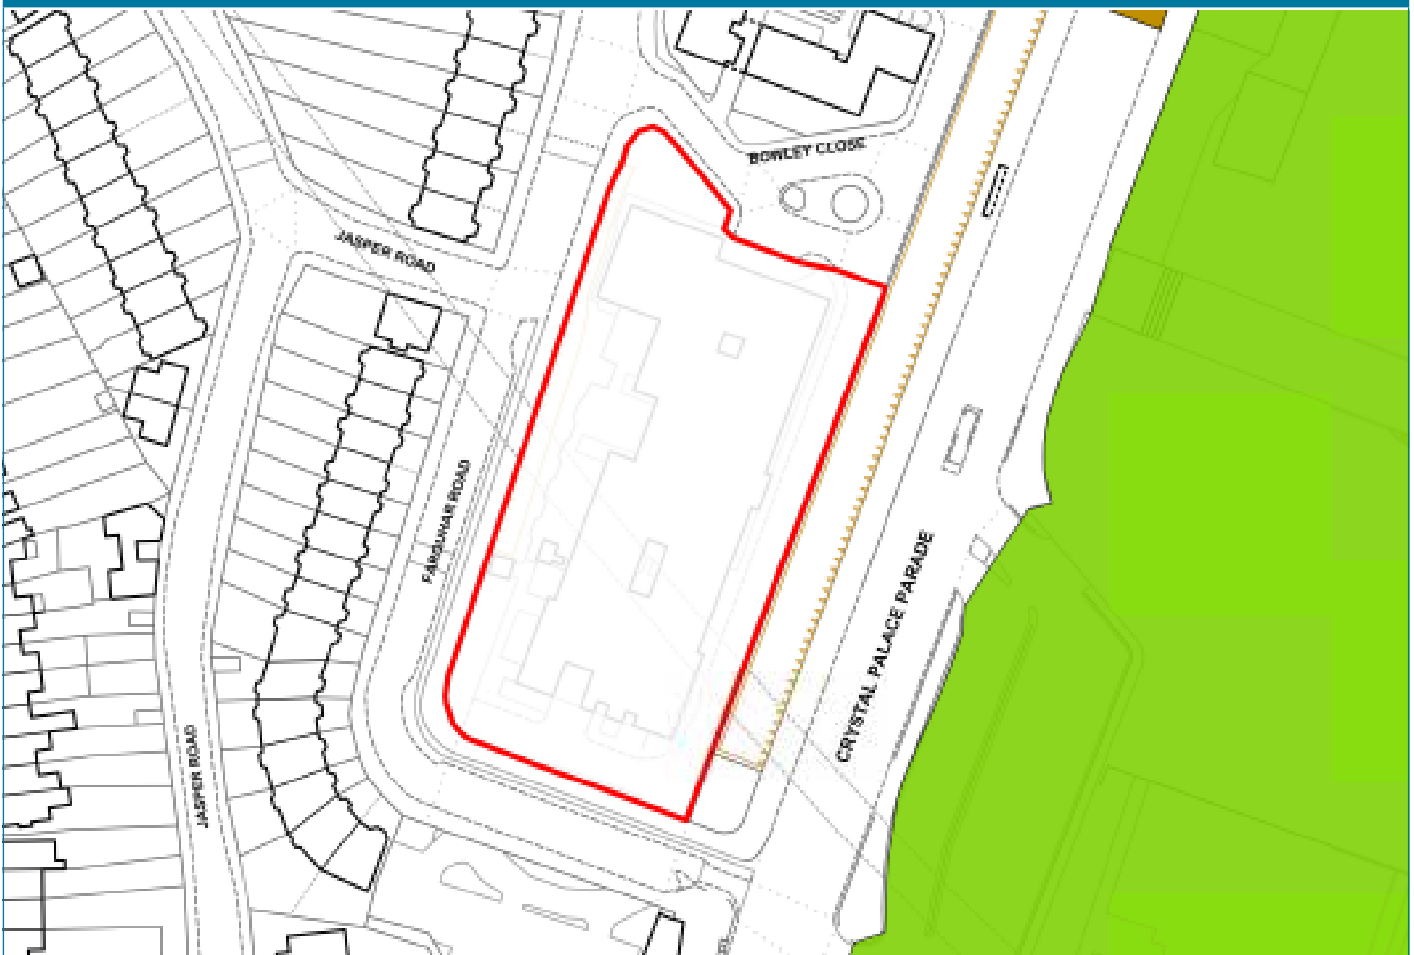 BOWLEY CLOSE
JASPER ROAD
FARQUHAR ROAD
CRYSTAL PALACE PARADE
JASPER ROAD